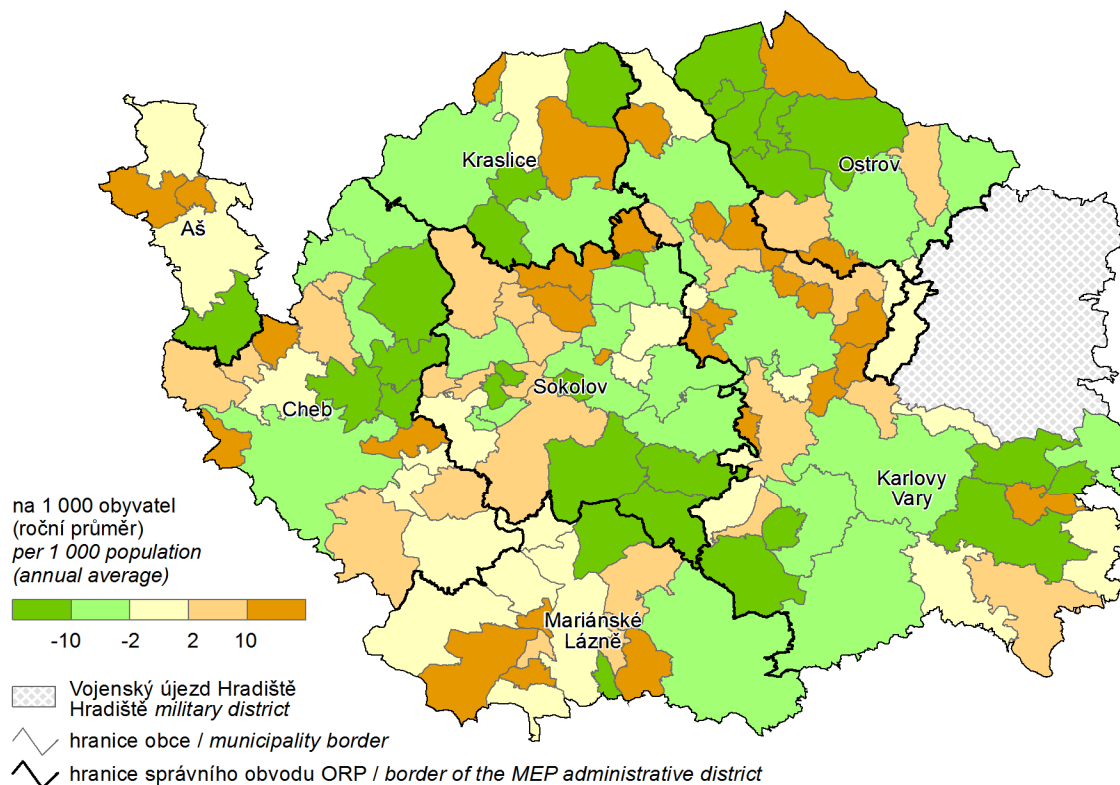 Kraslice
Ostrov
Aš
Sokolov
Cheb
Karlovy
Vary
Mariánské
Lázně
na 1 000 obyvatel
(roční průměr)
per 1 000 population
(annual average)
-10 -2 2 10
Vojenský újezd Hradiště
Hradiště military district
hranice obce / municipality border
hranice správního obvodu ORP / border of the MEP administrative district